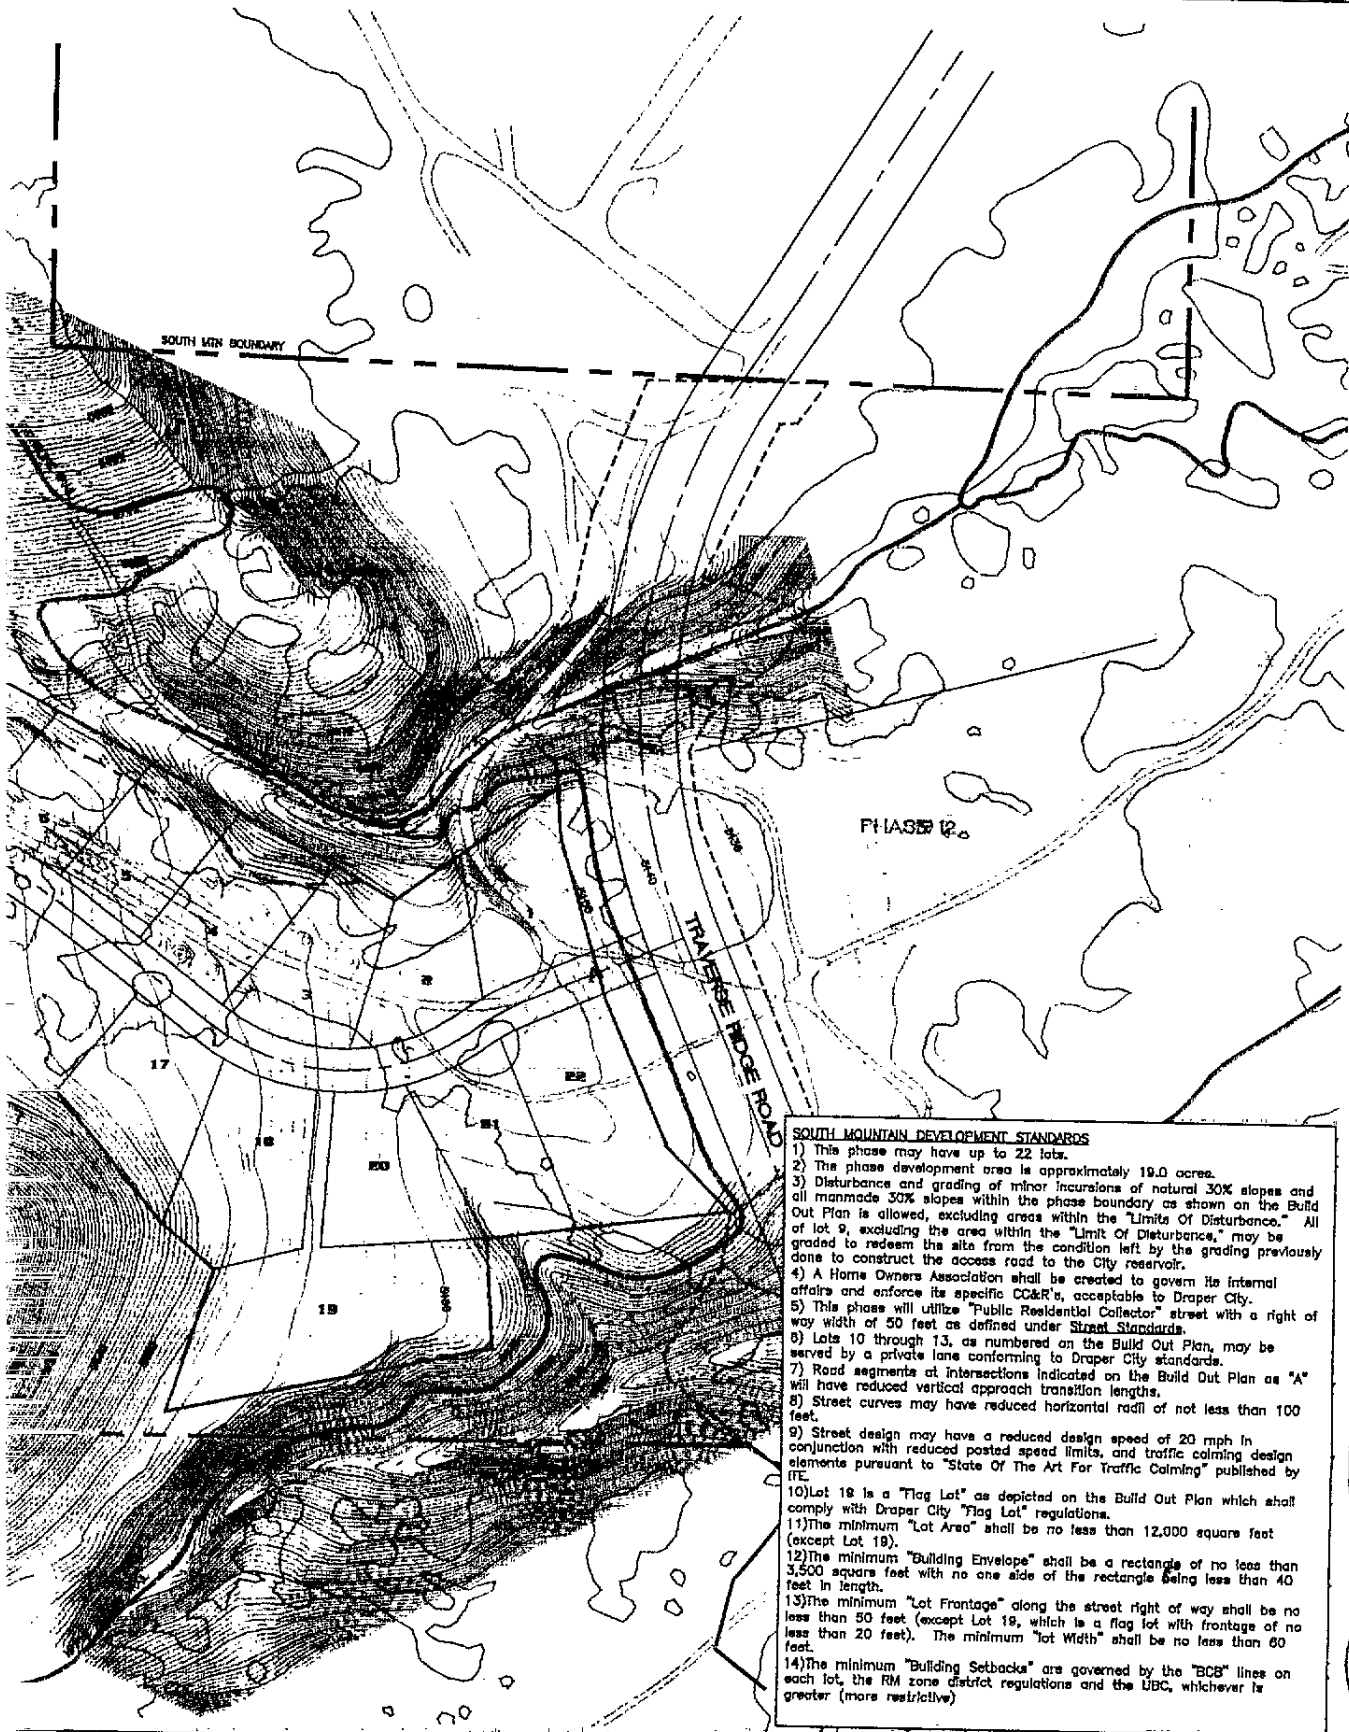 SOUTH MTN BOUNDARY
TRAVERSE RIDGE ROAD
5
3
2
17
18
20
21
22
19
SOUTH MOUNTAIN DEVELOPMENT STANDARDS
1) This phase may have up to 22 lots.
2) The phase development area is approximately 19.0 acres.
3) Disturbance and grading of minor incursions of natural 30% slopes and
all manmade 30% slopes within the phase boundary as shown on the Build
Out Plan is allowed, excluding areas within the "Limits Of Disturbance." All
of lot 9, excluding the area within the "Limit Of Disturbance," may be
graded to redeem the site from the condition left by the grading previously
done to construct the access road to the City reservoir.
4) A Home Owners Association shall be created to govern its internal
affairs and enforce its specific CC&R's, acceptable to Draper City.
5) This phase will utilize "Public Residential Collector" street with a right of
way width of 50 feet as defined under Street Standards.
6) Lots 10 through 13, as numbered on the Build Out Plan, may be
served by a private lane conforming to Draper City standards.
7) Road segments at intersections indicated on the Build Out Plan as "A"
will have reduced vertical approach transition lengths.
8) Street curves may have reduced horizontal radii of not less than 100
feet.
9) Street design may have a reduced design speed of 20 mph in
conjunction with reduced posted speed limits, and traffic calming design
elements pursuant to "State Of The Art For Traffic Calming" published by
ITE.
10)Lot 19 is a "Flag Lot" as depicted on the Build Out Plan which shall
comply with Draper City "Flag Lot" regulations.
11)The minimum "Lot Area" shall be no less than 12,000 square feet
(except Lot 19).
12)The minimum "Building Envelope" shall be a rectangle of no less than
3,500 square feet with no one side of the rectangle being less than 40
feet in length.
13)The minimum "Lot Frontage" along the street right of way shall be no
less than 50 feet (except Lot 19, which is a flag lot with frontage of no
less than 20 feet). The minimum "lot Width" shall be no less than 60
feet.
14)The minimum "Building Setbacks" are governed by the "BCB" lines on
each lot, the RM zone district regulations and the UBC, whichever is
greater (more restrictive)